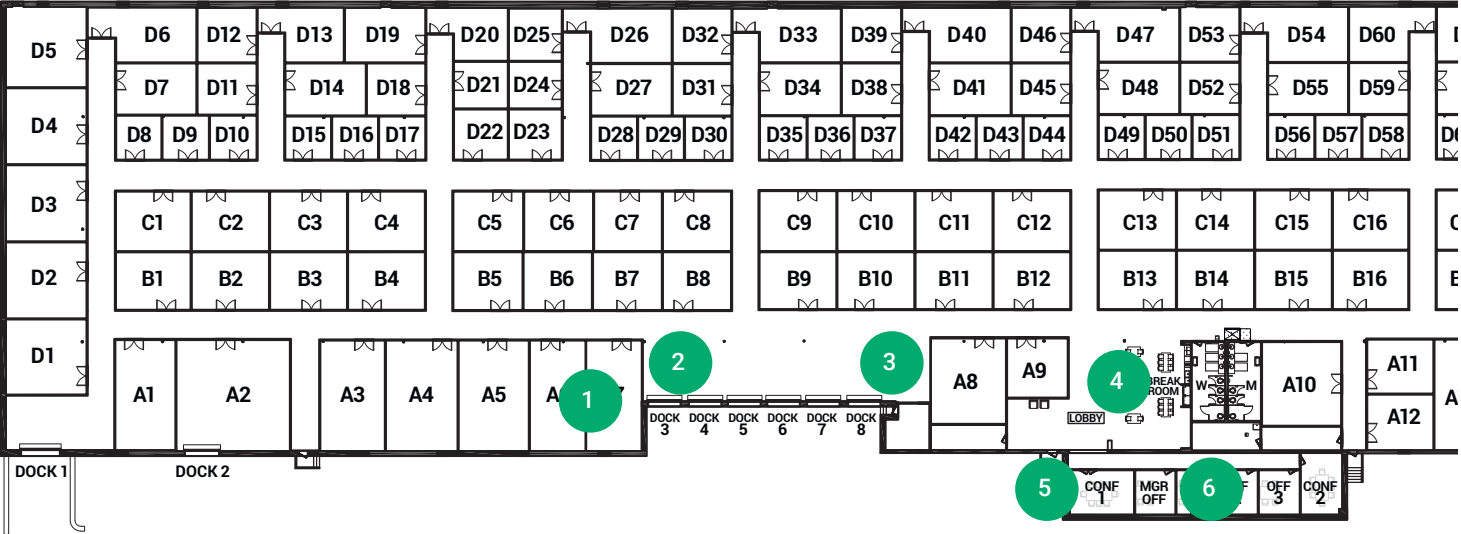 D6 D12 D13 D19 D20 D25 D26 D32 D33 D39 D40 D46 D47 D53 D54 D60
D5
D7 D11 D14 D18 D21 D24 D27 D31 D34 D38 D41 D45 D48 D52 D55 D59
D4
D8 D9 D10 D15 D16 D17 D22 D23 D28 D29 D30 D35 D36 D37 D42 D43 D44 D49 D50 D51 D56 D57 D58
D3
C1 C2 C3 C4 C5 C6 C7 C8 C9 C10 C11 C12 C13 C14 C15 C16
D2
B1 B2 B3 B4 B5 B6 B7 B8 B9 B10 B11 B12 B13 B14 B15 B16
D1
2 3
A1 A2 A3 A4 A5 1 A8 A9 4 BREAK W M A10 A11
ROOM
DOCK DOCK DOCK DOCK DOCK DOCK LOBBY A12
3 4 5 6 7 8
DOCK 1 DOCK 2
5 CONF MGR 6 OFF CONF
1 OFF 3 2